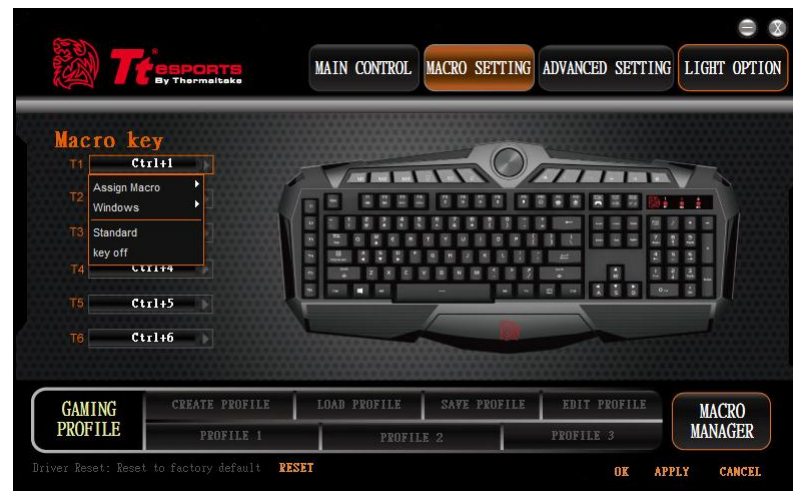 Tt eSPORTS
By Thermaltake
MAIN CONTROL
MACRO SETTING
ADVANCED SETTING
LIGHT OPTION
Macro key
T1 Ctrl+1
Assign Macro
Windows
Standard
key off
T2
T3
T4 Ctrl+4
T5 Ctrl+5
T6 Ctrl+6
GAMING
PROFILE
CREATE PROFILE
LOAD PROFILE
SAVE PROFILE
EDIT PROFILE
PROFILE 1
PROFILE 2
PROFILE 3
MACRO
MANAGER
Driver Reset: Reset to factory default RESET
OK APPLY CANCEL